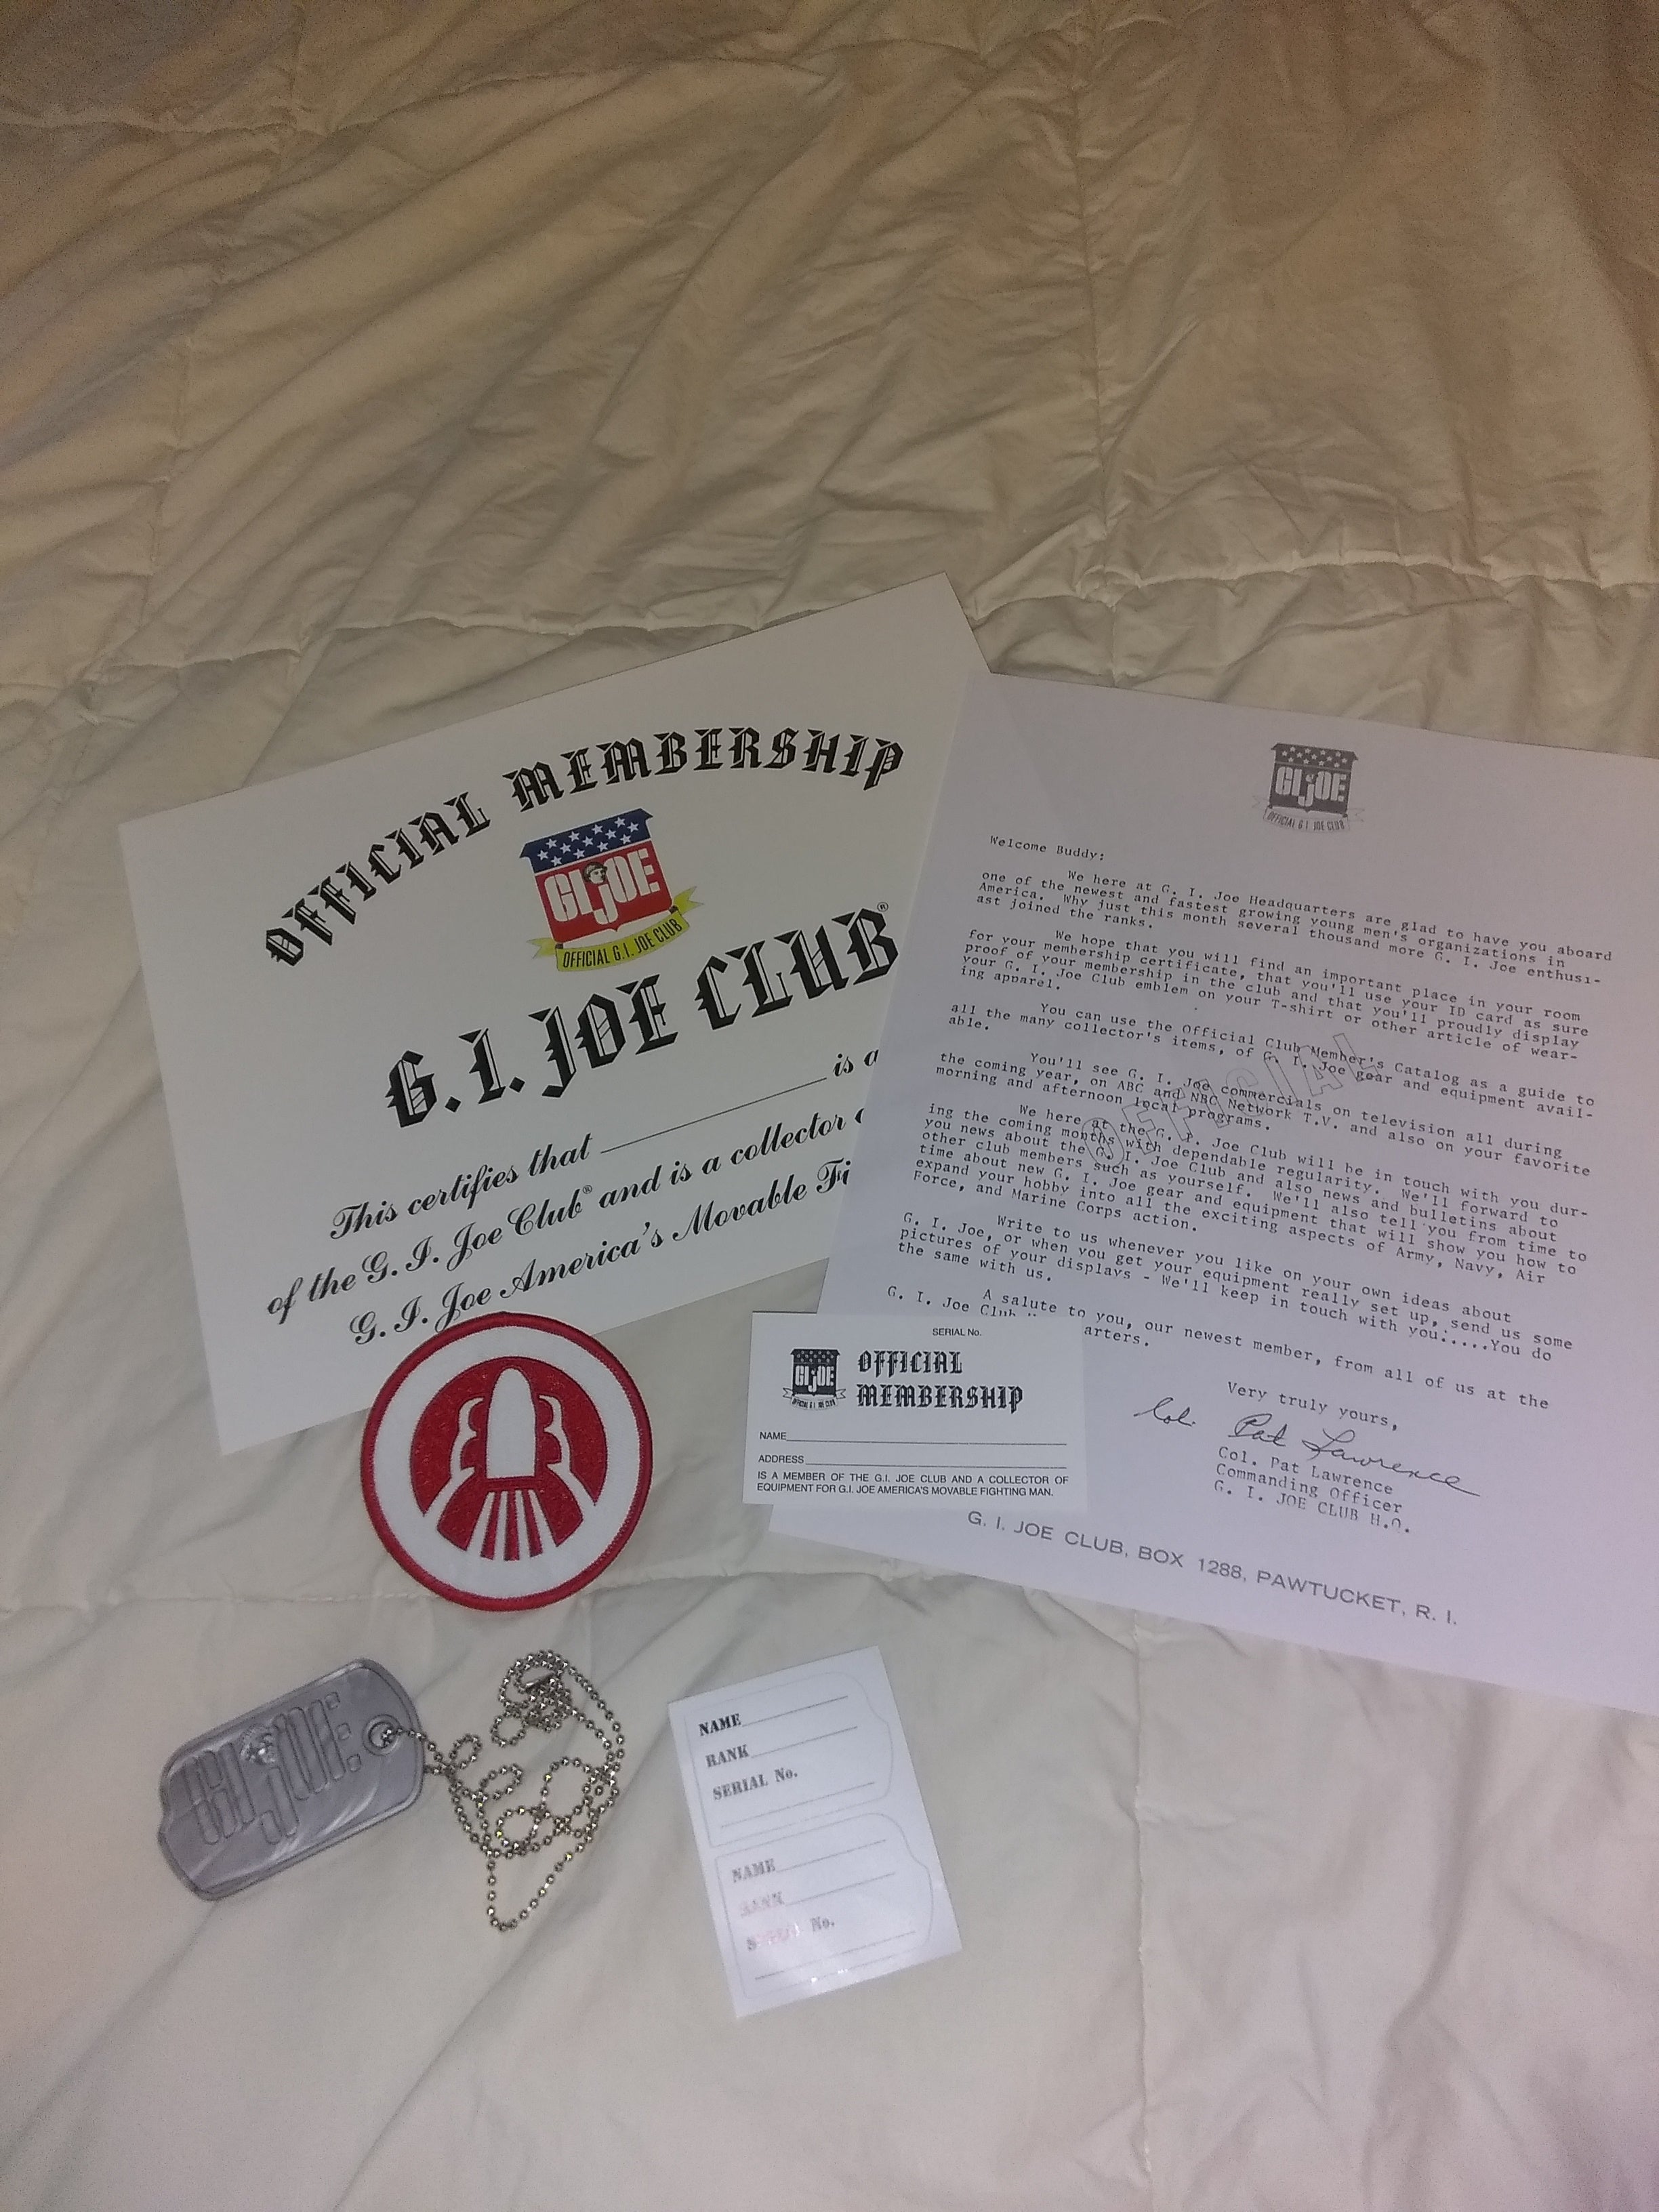 OFFICIAL MEMBERSHIP
GIJOE
OFFICIAL G.I. JOE CLUB
G.I. JOE CLUB®
This certifies that ______ is a
of the G.I. Joe Club® and is a collector
G.I. Joe America's Movable Fi
GIJOE
OFFICIAL G.I. JOE CLUB
Welcome Buddy:
We here at G. I. Joe Headquarters are glad to have you aboard
one of the newest and fastest growing young men's organizations in
America. Why just this month several thousand more G. I. Joe enthusi-
ast joined the ranks.
We hope that you will find an important place in your room
for your membership certificate, that you'll use your ID card as sure
proof of your membership in the club and that you'll proudly display
your G. I. Joe Club emblem on your T-shirt or other article of wear-
ing apparel.
You can use the Official Club Member's Catalog as a guide to
all the many collector's items, of G. I. Joe gear and equipment avail-
able.
You'll see G. I. Joe commercials on television all during
the coming year, on ABC and NBC Network T.V. and also on your favorite
morning and afternoon local programs.
OFFICIAL
We here at the G. I. Joe Club will be in touch with you dur-
ing the coming months with dependable regularity. We'll forward to
you news about the G. I. Joe Club and also news and bulletins about
other club members such as yourself. We'll also tell you from time to
time about new G. I. Joe gear and equipment that will show you how to
expand your hobby into all the exciting aspects of Army, Navy, Air
Force, and Marine Corps action.
Write to us whenever you like on your own ideas about
G. I. Joe, or when you get your equipment really set up, send us some
pictures of your displays - We'll keep in touch with you.....You do
the same with us.
A salute to you, our newest member, from all of us at the
G. I. Joe Club arters.
Very truly yours,
Col. Pat Lawrence
Col. Pat Lawrence
Commanding Officer
G. I. JOE CLUB H.Q.
G. I. JOE CLUB, BOX 1288, PAWTUCKET, R. I.
SERIAL No.
GIJOE
OFFICIAL G.I. JOE CLUB
OFFICIAL
MEMBERSHIP
NAME
ADDRESS
IS A MEMBER OF THE G.I. JOE CLUB AND A COLLECTOR OF
EQUIPMENT FOR G.I. JOE AMERICA'S MOVABLE FIGHTING MAN.
GIJOE
NAME
RANK
SERIAL No.
NAME
RANK
SERIAL No.